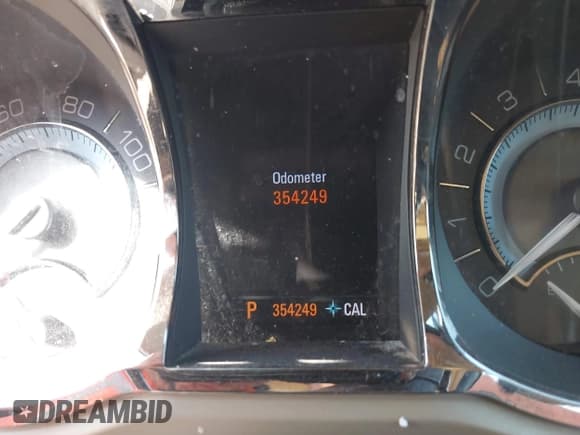 60 80 100
Odometer
354249
P 354249 CAL
0 1 2 3 4
DREAMBID